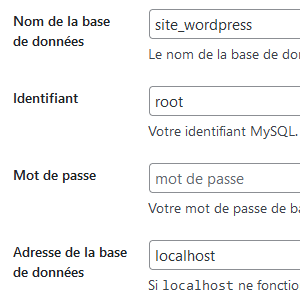 Nom de la base
de données
site_wordpress
Le nom de la base de
Identifiant
root
Votre identifiant MySQL.
Mot de passe
mot de passe
Votre mot de passe de
Adresse de la base
de données
localhost
Si localhost ne